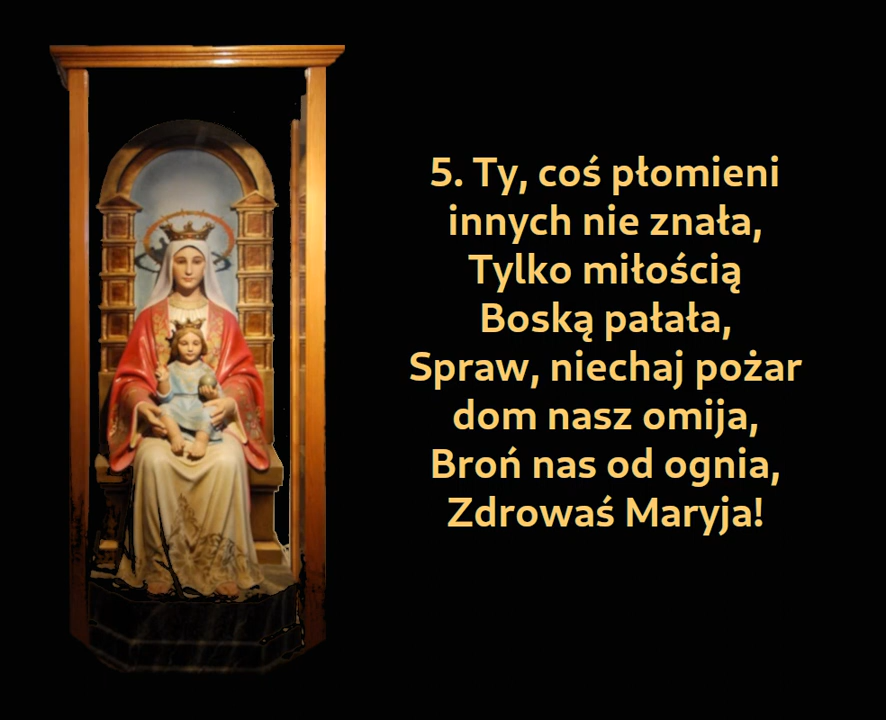 5. Ty, coś płomieni
innych nie znała,
Tylko miłością
Boską pałała,
Spraw, niechaj pożar
dom nasz omija,
Broń nas od ognia,
Zdrowaś Maryja!